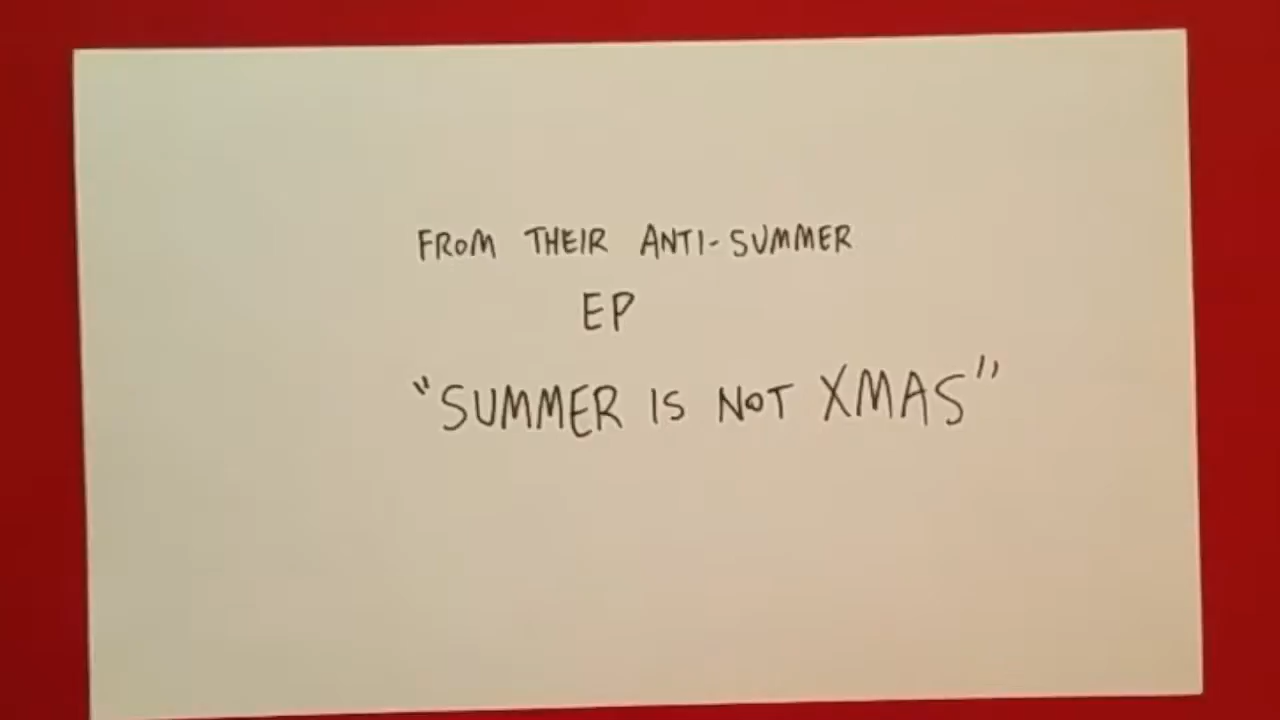 FROM THEIR ANTI-SUMMER
EP
"SUMMER IS NOT XMAS"